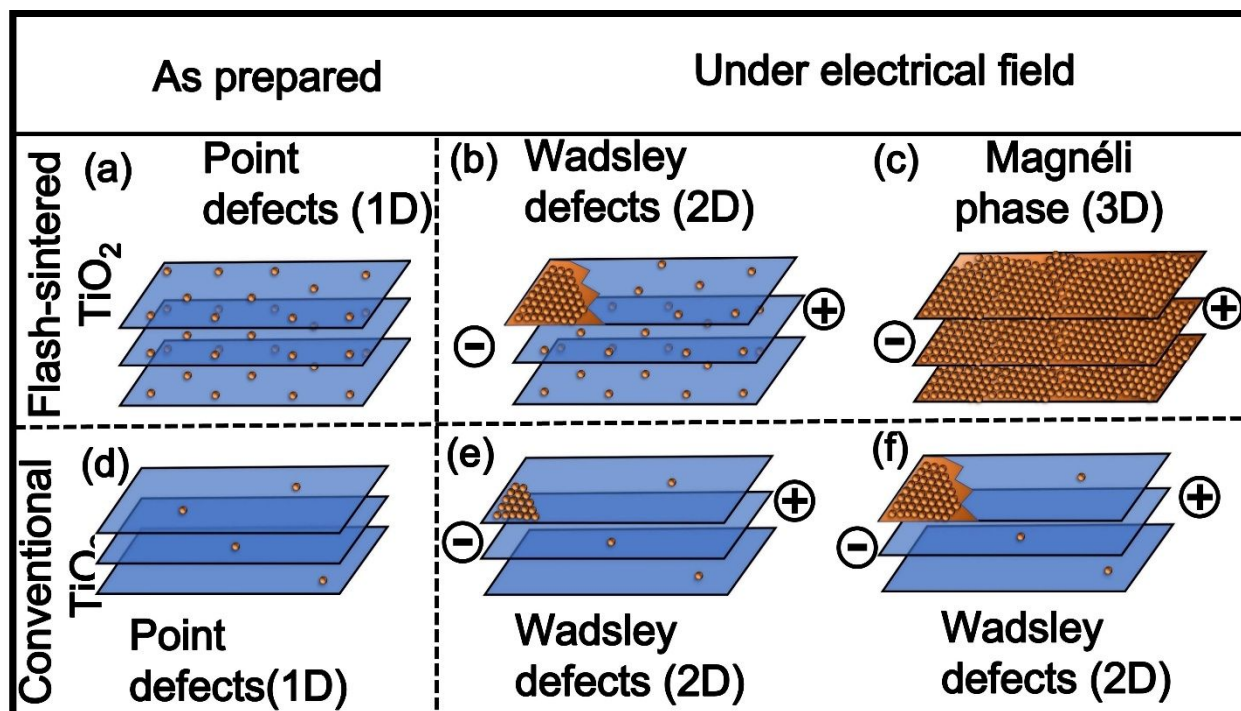 As prepared
Under electrical field
Flash-sintered
TiO2
(a)
Point
defects (1D)
(b)
Wadsley
defects (2D)
(c)
Magnéli
phase (3D)
−
+
−
+
Conventional
(d)
Point
defects(1D)
(e)
Wadsley
defects (2D)
(f)
Wadsley
defects (2D)
−
+
−
+